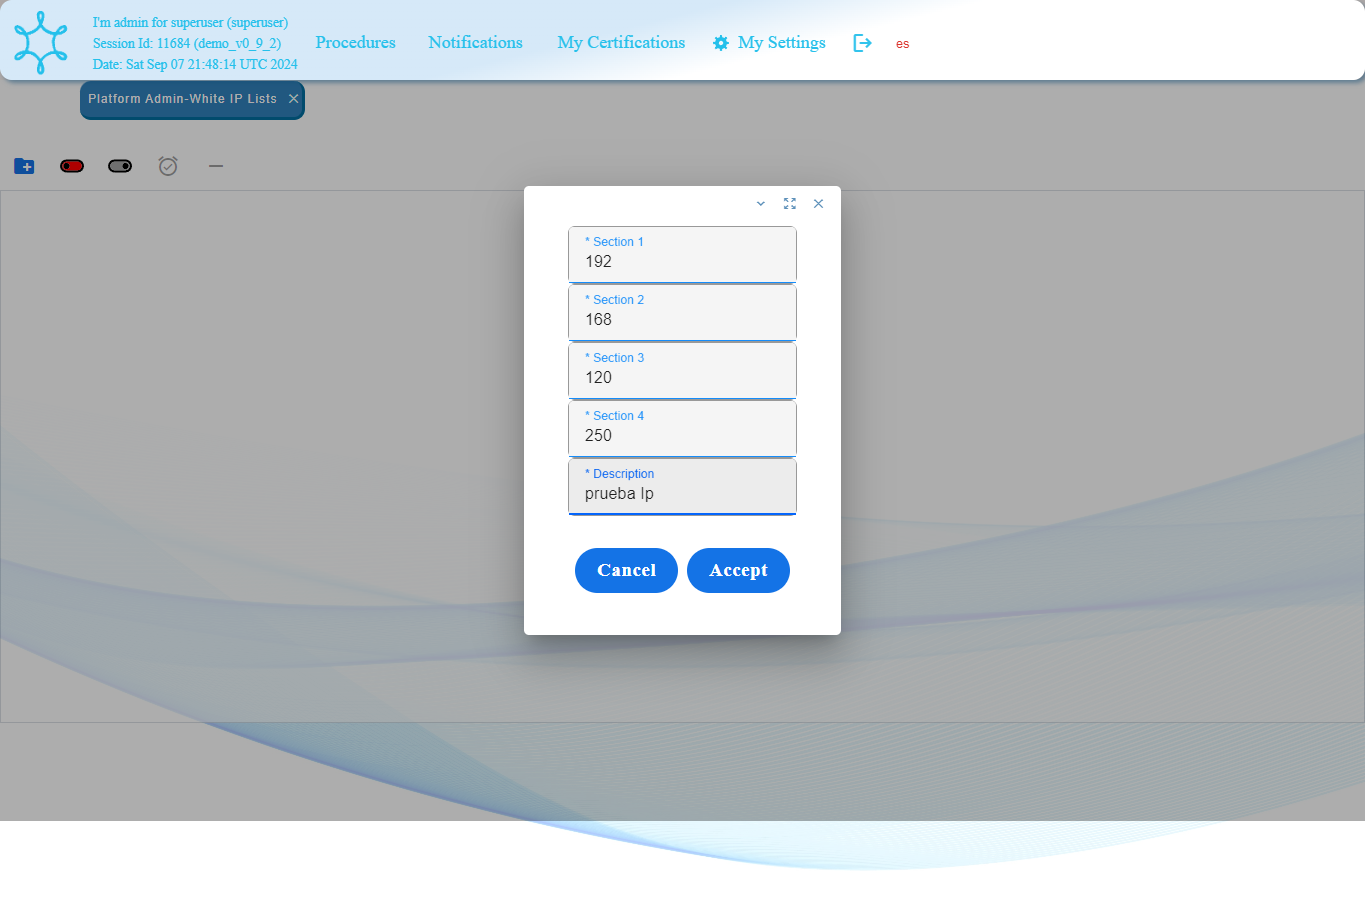 I'm admin for superuser (superuser)
Session Id: 11684 (demo_v0_9_2)
Date: Sat Sep 07 21:48:14 UTC 2024
Procedures
Notifications
My Certifications
My Settings
es
Platform Admin-White IP Lists
* Section 1
192
* Section 2
168
* Section 3
120
* Section 4
250
* Description
prueba Ip
Cancel
Accept